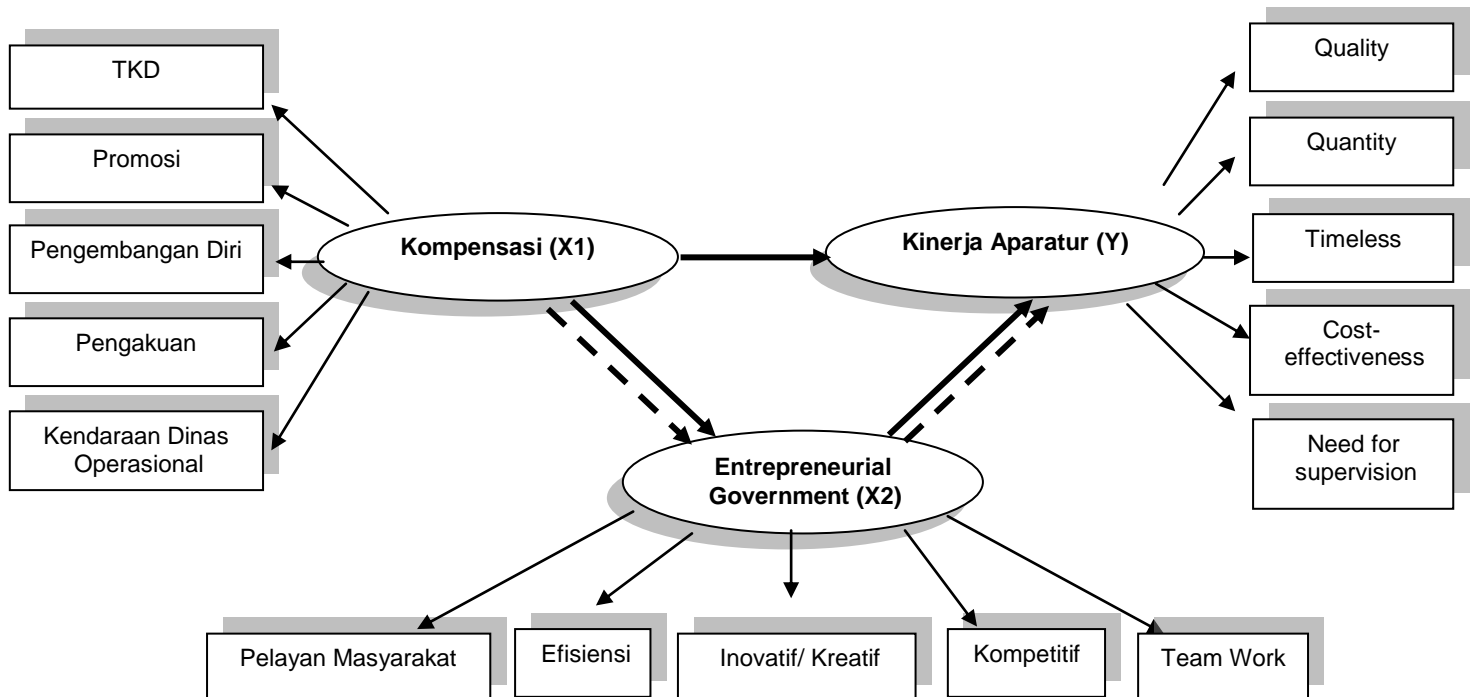 TKD
Promosi
Pengembangan Diri
Pengakuan
Kendaraan Dinas
Operasional
Kompensasi (X1)
Kinerja Aparatur (Y)
Entrepreneurial
Government (X2)
Quality
Quantity
Timeless
Cost-
effectiveness
Need for
supervision
Pelayan Masyarakat
Efisiensi
Inovatif/ Kreatif
Kompetitif
Team Work